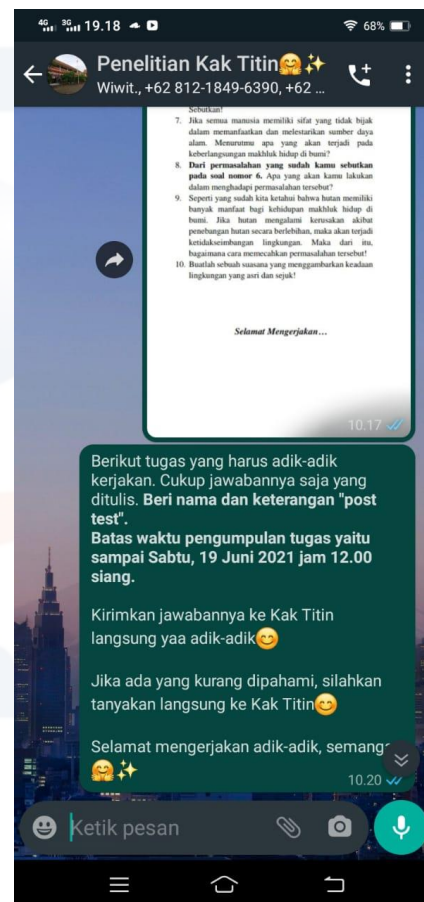 4G 3G 19.18 68%
Penelitian Kak Titin🤗✨
Wiwit., +62 812-1849-6390, +62 ...
Sebutkan!
7. Jika semua manusia memiliki sifat yang tidak bijak
dalam memanfaatkan dan melestarikan sumber daya
alam. Menurutmu apa yang akan terjadi pada
keberlangsungan makhluk hidup di bumi?
8. Dari permasalahan yang sudah kamu sebutkan
pada soal nomor 6. Apa yang akan kamu lakukan
dalam menghadapi permasalahan tersebut?
9. Seperti yang sudah kita ketahui bahwa hutan memiliki
banyak manfaat bagi kehidupan makhluk hidup di
bumi. Jika hutan mengalami kerusakan akibat
penebangan hutan secara berlebihan, maka akan terjadi
ketidakseimbangan lingkungan. Maka dari itu,
bagaimana cara memecahkan permasalahan tersebut!
10. Buatlah sebuah suasana yang menggambarkan keadaan
lingkungan yang asri dan sejuk!
Selamat Mengerjakan...
10.17
Berikut tugas yang harus adik-adik
kerjakan. Cukup jawabannya saja yang
ditulis. Beri nama dan keterangan "post
test".
Batas waktu pengumpulan tugas yaitu
sampai Sabtu, 19 Juni 2021 jam 12.00
siang.
Kirimkan jawabannya ke Kak Titin
langsung yaa adik-adik😊
Jika ada yang kurang dipahami, silahkan
tanyakan langsung ke Kak Titin😊
Selamat mengerjakan adik-adik, semang
🤗✨
10.20
Ketik pesan